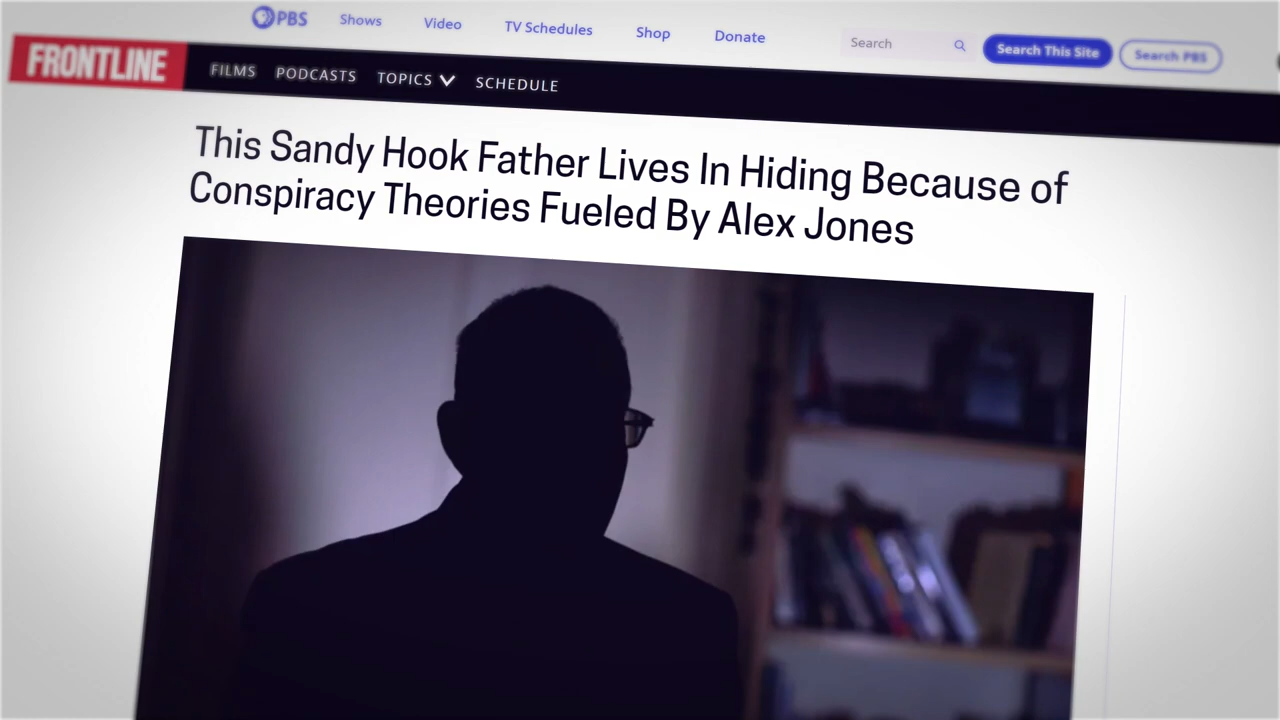 PBS
Shows
Video
TV Schedules
Shop
Donate
Search
Search This Site
Search PBS
FRONTLINE
FILMS
PODCASTS
TOPICS
SCHEDULE
This Sandy Hook Father Lives In Hiding Because of
Conspiracy Theories Fueled By Alex Jones